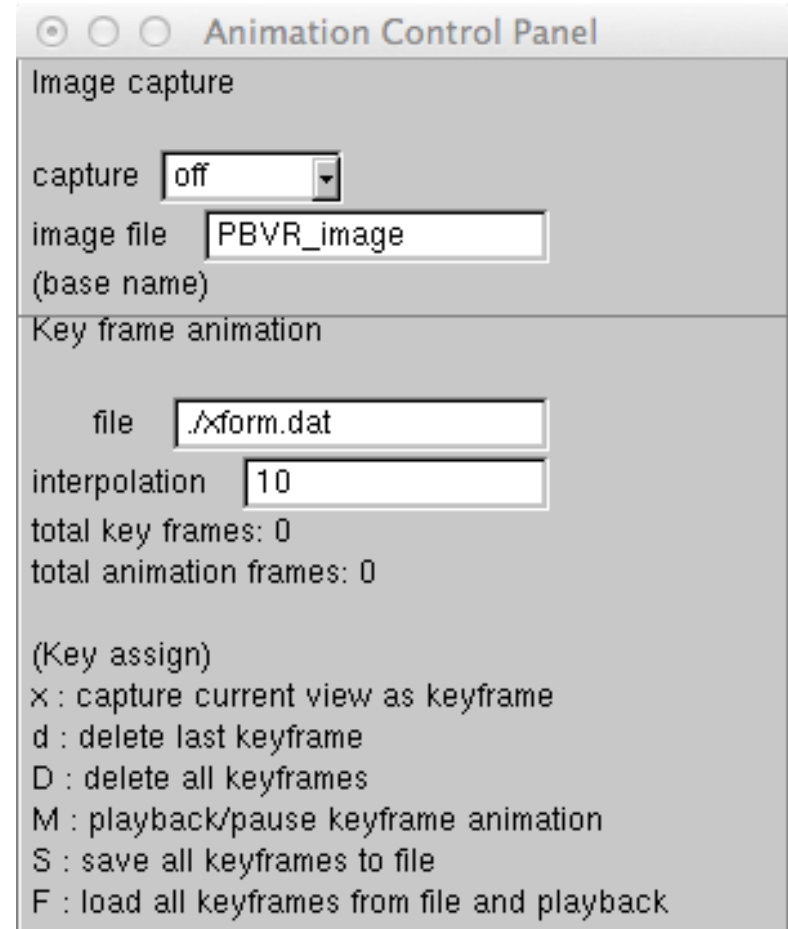 Animation Control Panel
Image capture
capture off
image file PBVR_image
(base name)
Key frame animation
file ./xform.dat
interpolation 10
total key frames: 0
total animation frames: 0
(Key assign)
x : capture current view as keyframe
d : delete last keyframe
D : delete all keyframes
M : playback/pause keyframe animation
S : save all keyframes to file
F : load all keyframes from file and playback